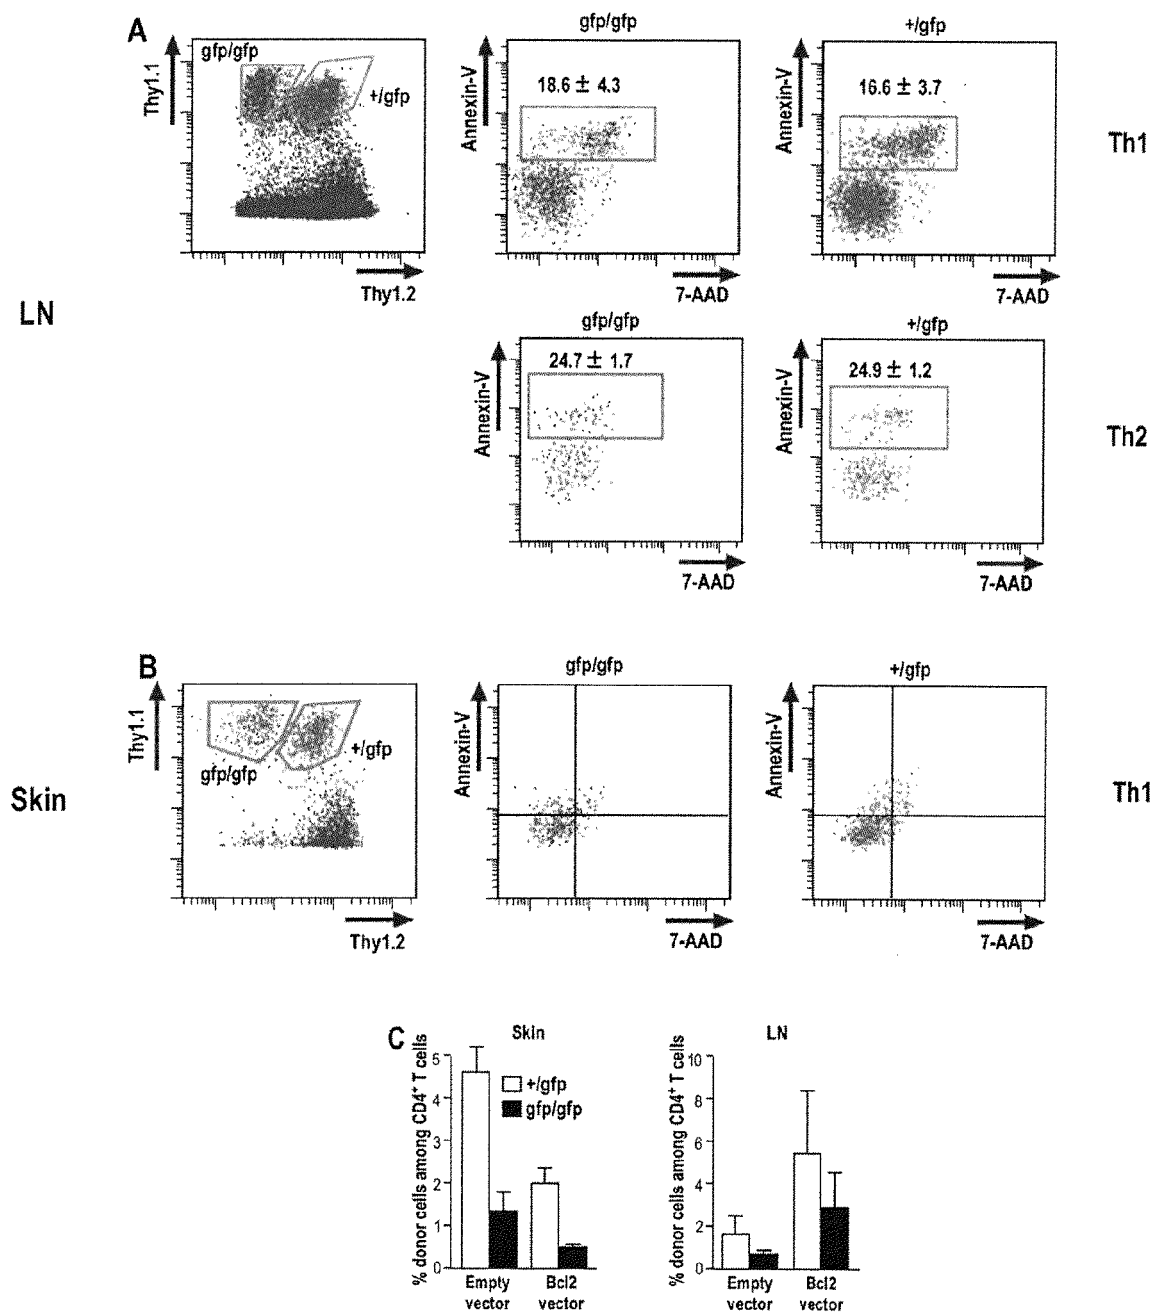 A
gfp/gfp
+/gfp
Thy1.1
Thy1.2
gfp/gfp
18.6 ± 4.3
Annexin-V
7-AAD
+/gfp
16.6 ± 3.7
Annexin-V
7-AAD
Th1
LN
gfp/gfp
24.7 ± 1.7
Annexin-V
7-AAD
+/gfp
24.9 ± 1.2
Annexin-V
7-AAD
Th2
B
Thy1.1
gfp/gfp
+/gfp
Thy1.2
gfp/gfp
Annexin-V
7-AAD
+/gfp
Annexin-V
7-AAD
Skin
Th1
C
Skin
% donor cells among CD4⁺ T cells
5
4
3
2
1
0
+/gfp
gfp/gfp
Empty vector
Bcl2 vector
LN
% donor cells among CD4⁺ T cells
10
8
6
4
2
0
Empty vector
Bcl2 vector